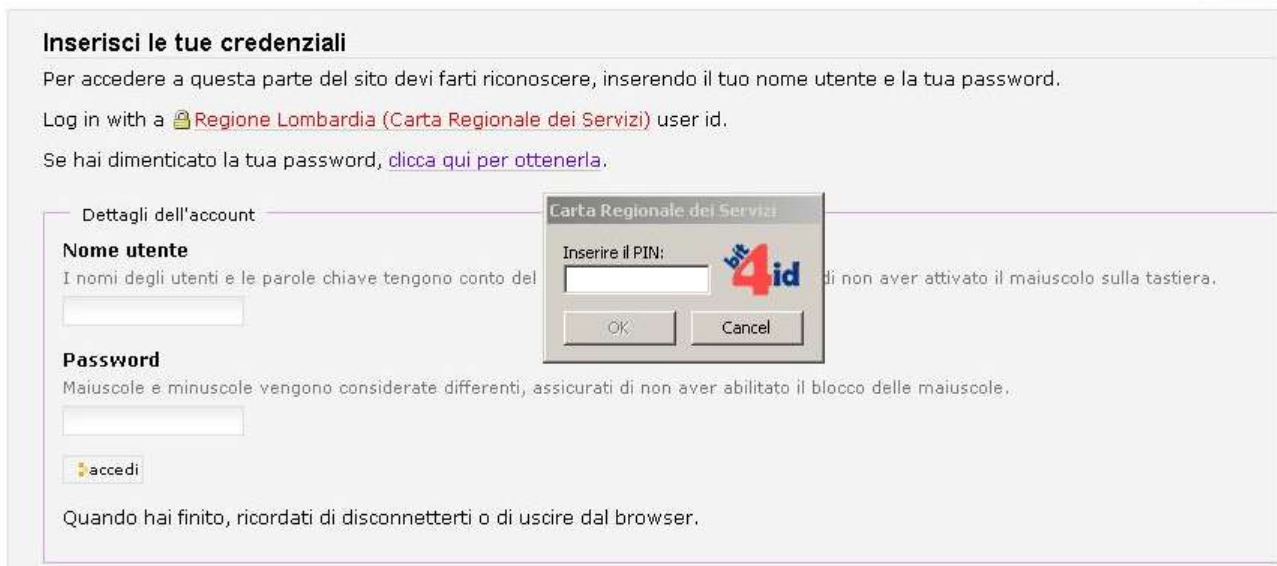 Inserisci le tue credenziali
Per accedere a questa parte del sito devi farti riconoscere, inserendo il tuo nome utente e la tua password.
Log in with a Regione Lombardia (Carta Regionale dei Servizi) user id.
Se hai dimenticato la tua password, clicca qui per ottenerla.
Dettagli dell'account
Nome utente
I nomi degli utenti e le parole chiave tengono conto del di non aver attivato il maiuscolo sulla tastiera.
Carta Regionale dei Servizi
Inserire il PIN:
bit4id
OK
Cancel
Password
Maiuscole e minuscole vengono considerate differenti, assicurati di non aver abilitato il blocco delle maiuscole.
accedi
Quando hai finito, ricordati di disconnetterti o di uscire dal browser.